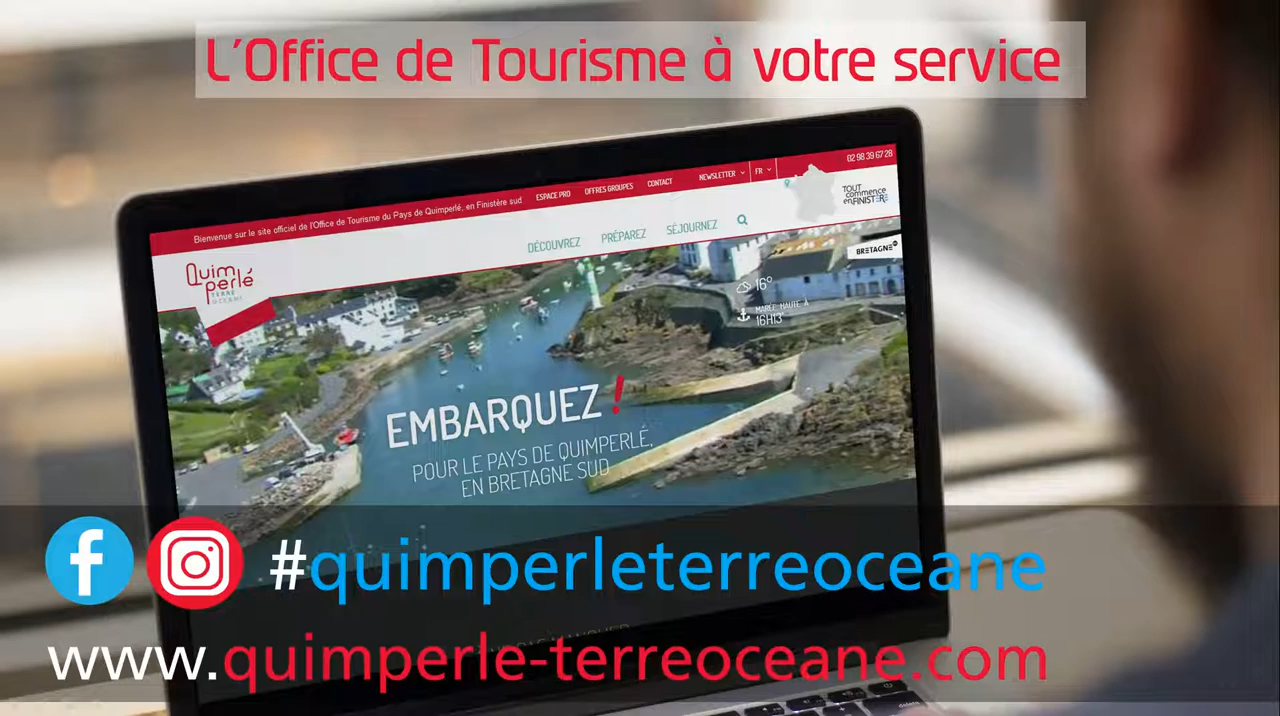 L'Office de Tourisme à votre service
Bienvenue sur le site officiel de l'Office de Tourisme du Pays de Quimperlé, en Finistère sud
ESPACE PRO
OFFRES GROUPES
CONTACT
NEWSLETTER
FR
02 98 39 67 28
Quim
perlé
TERRE
OCÉANE
DÉCOUVREZ
PRÉPAREZ
SÉJOURNEZ
TOUT
commence
en FINISTÈRE
BRETAGNE
16°
MARÉE HAUTE À
16H13
EMBARQUEZ !
POUR LE PAYS DE QUIMPERLÉ,
EN BRETAGNE SUD
#quimperleterreoceane
www.quimperle-terreoceane.com
delete